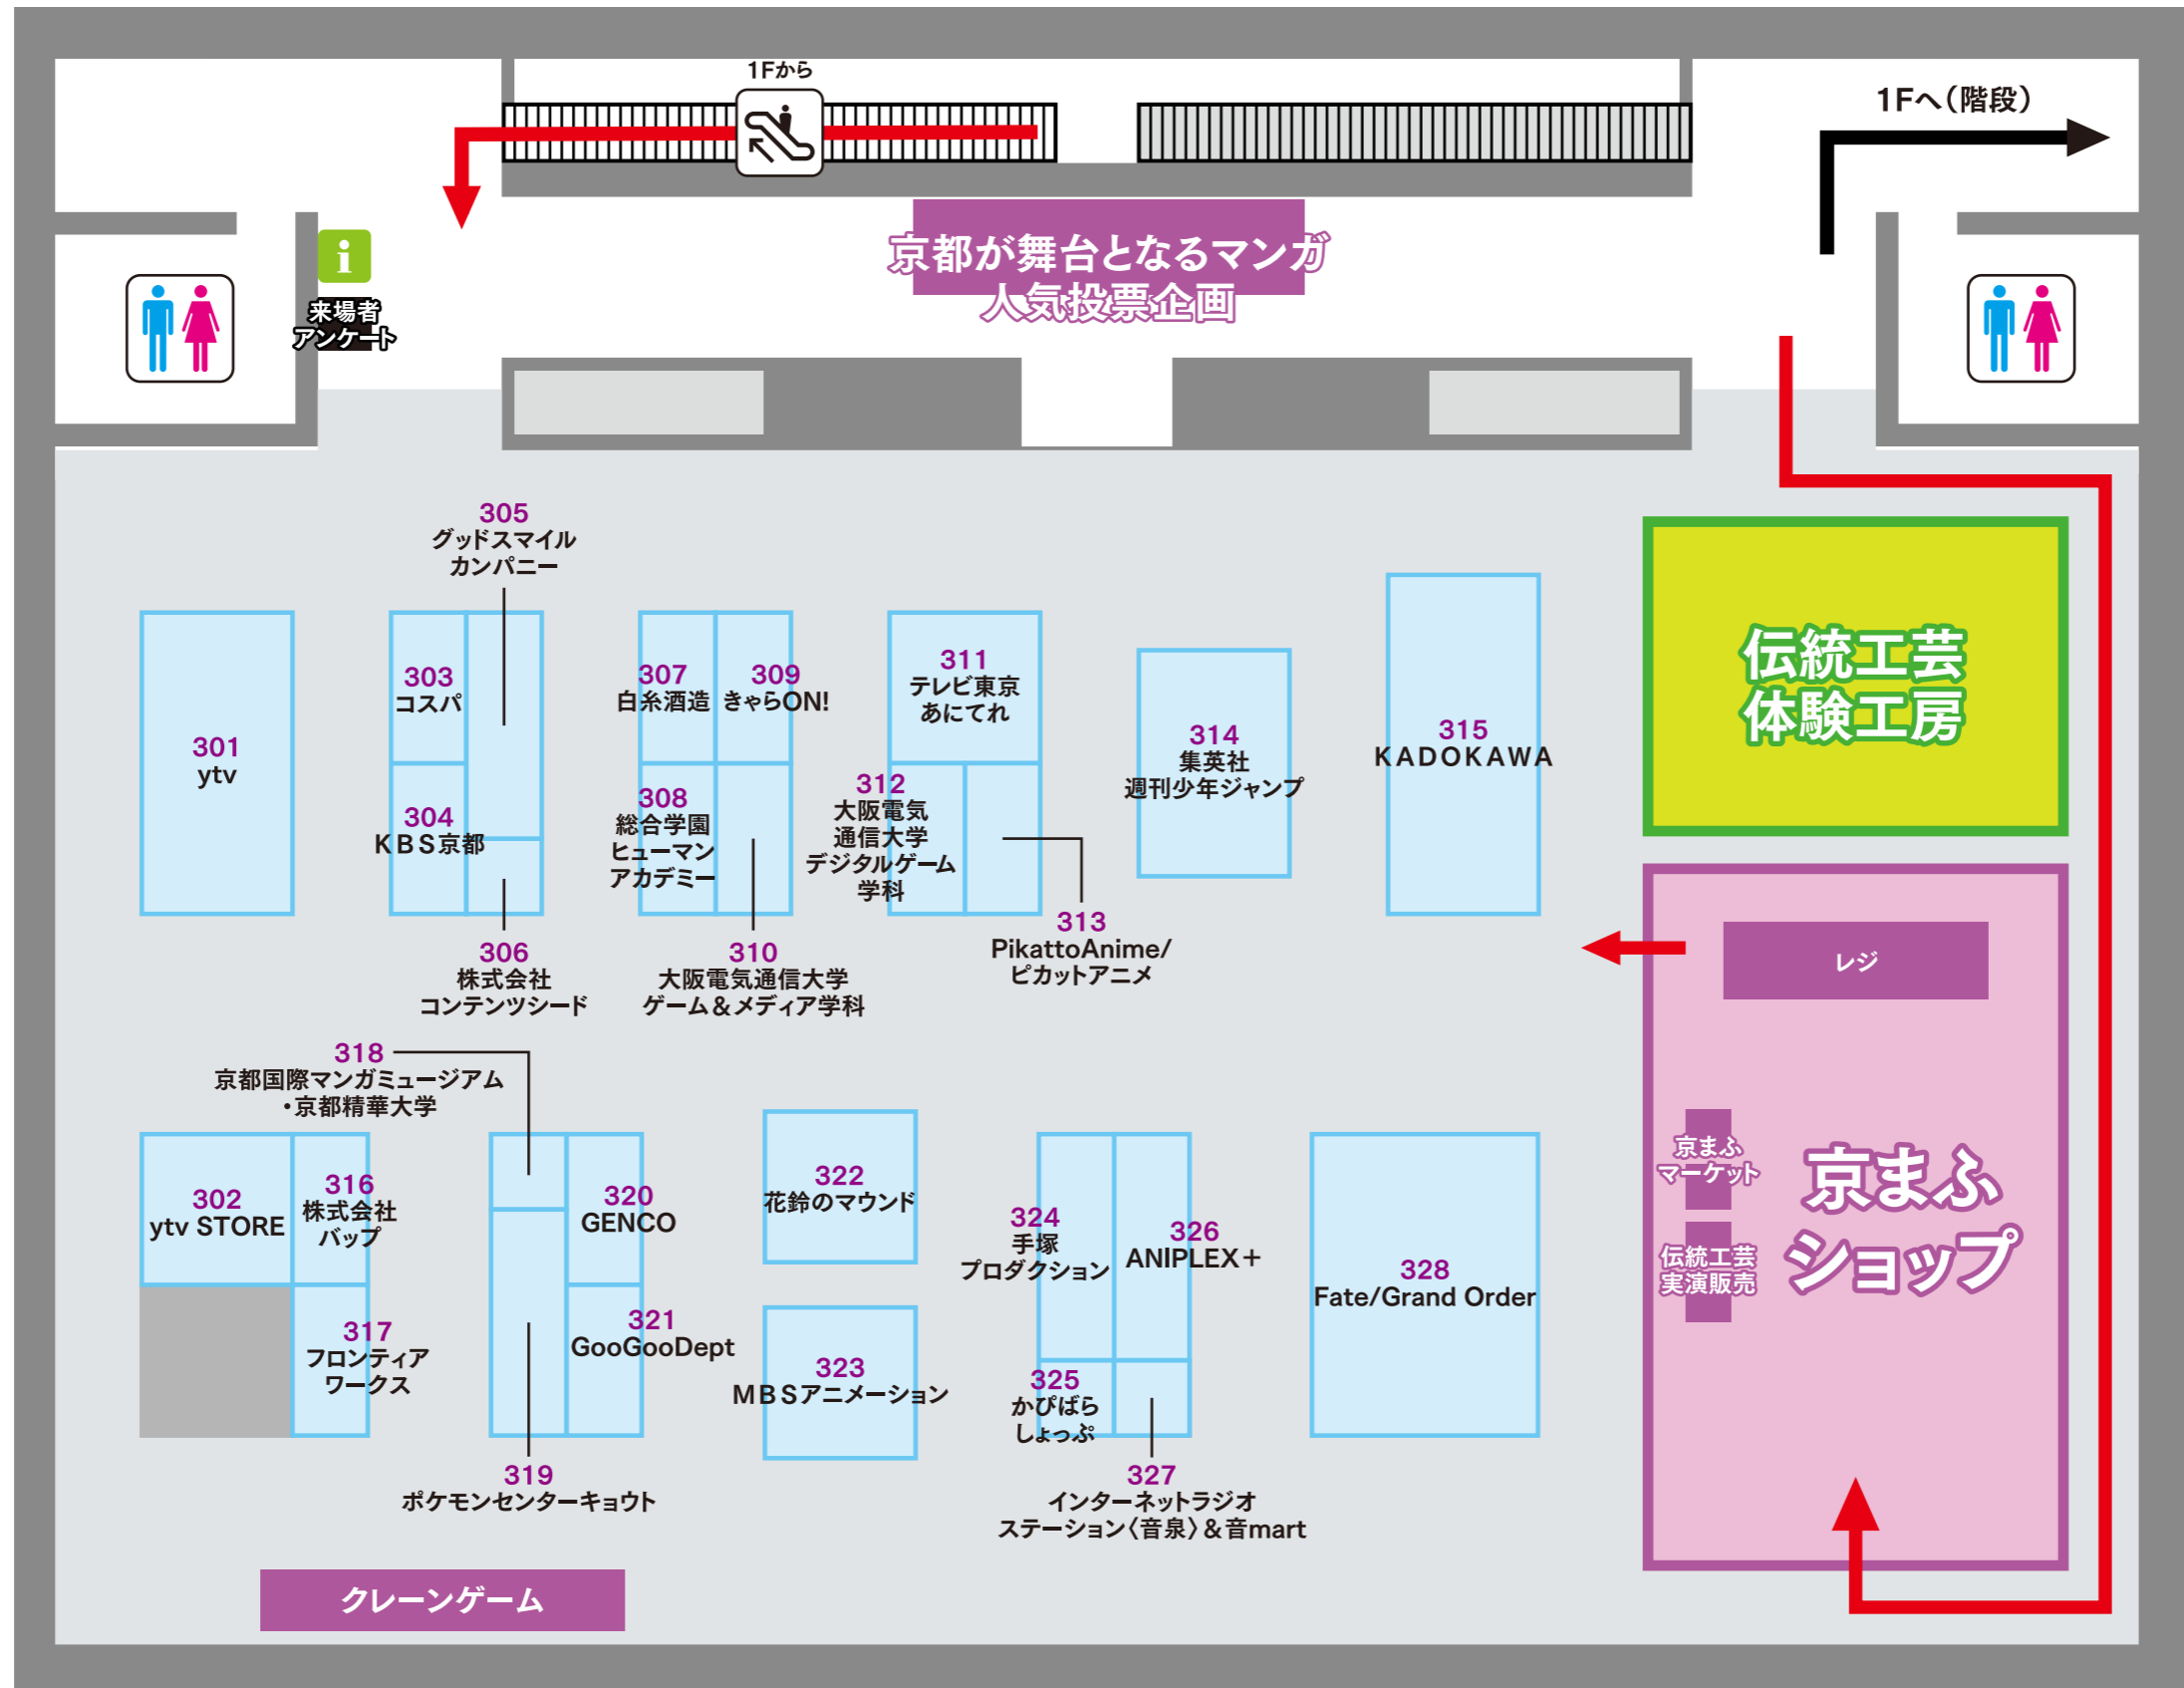 1Fから
1Fへ（階段）
京都が舞台となるマンガ
人気投票企画
i
来場者
アンケート
305
グッドスマイル
カンパニー
301
ytv
303
コスパ
304
KBS京都
306
株式会社
コンテンツシード
307
白糸酒造
309
きゃらON!
308
総合学園
ヒューマン
アカデミー
310
大阪電気通信大学
ゲーム＆メディア学科
311
テレビ東京
あにてれ
312
大阪電気
通信大学
デジタルゲーム
学科
313
PikattoAnime/
ピカットアニメ
314
集英社
週刊少年ジャンプ
315
KADOKAWA
伝統工芸
体験工房
レジ
京まふ
マーケット
伝統工芸
実演販売
京まふ
ショップ
318
京都国際マンガミュージアム
・京都精華大学
302
ytv STORE
316
株式会社
バップ
317
フロンティア
ワークス
320
GENCO
321
GooGooDept
319
ポケモンセンターキョウト
322
花鈴のマウンド
323
MBSアニメーション
324
手塚
プロダクション
326
ANIPLEX＋
325
かぴばら
しょっぷ
327
インターネットラジオ
ステーション〈音泉〉＆音mart
328
Fate/Grand Order
クレーンゲーム